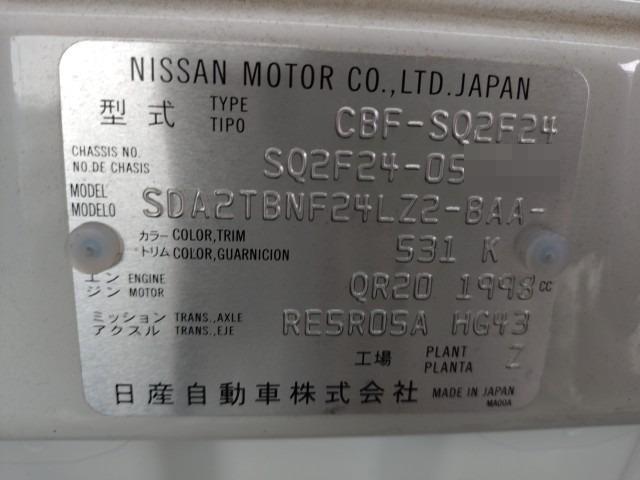 NISSAN MOTOR CO.,LTD.JAPAN
型式 TYPE TIPO CBF-SQ2F24
CHASSIS NO. NO.DE CHASIS SQ2F24-05
MODEL MODELO SDA2TBNF24LZ2-BAA-
カラー COLOR,TRIM
トリム COLOR,GUARNICION 531 K
エン ENGINE
ジン MOTOR QR20 1998 cc
ミッション TRANS.,AXLE
アクスル TRANS.,EJE RE5R05A HG43
工場 PLANT PLANTA Z
日産自動車株式会社 MADE IN JAPAN
MA00A